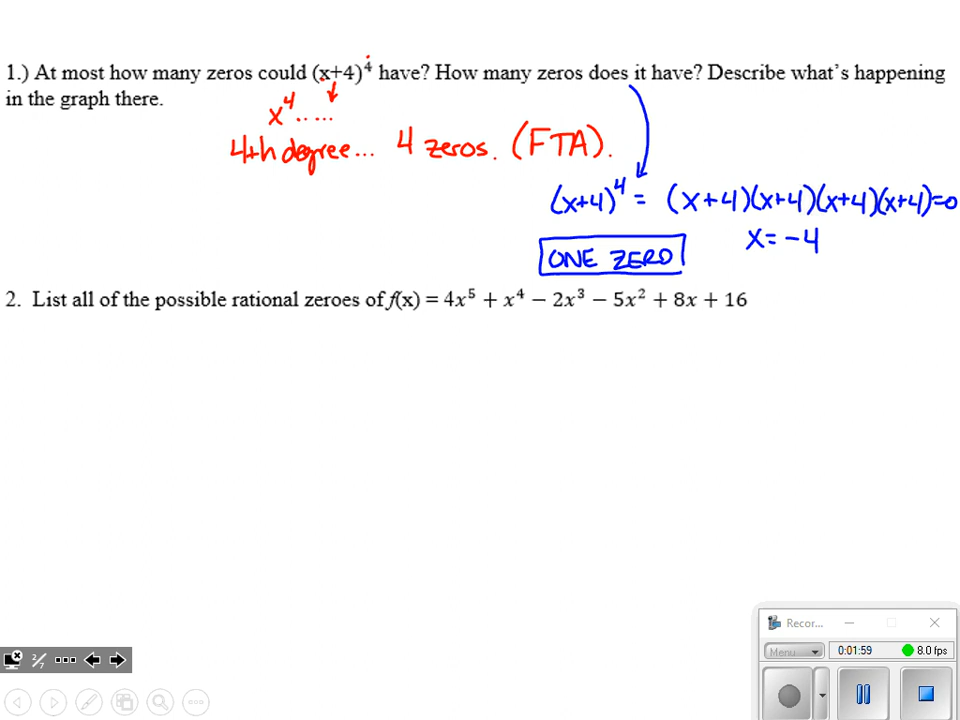 1.) At most how many zeros could (x+4)⁴ have? How many zeros does it have? Describe what's happening
in the graph there.
x⁴.. ...
4th degree... 4 zeros. (FTA).
(x+4)⁴ = (x+4)(x+4)(x+4)(x+4)=0
x = -4
ONE ZERO
2. List all of the possible rational zeroes of f(x) = 4x⁵ + x⁴ − 2x³ − 5x² + 8x + 16
Recor...
Menu 0:01:59 8.0 fps